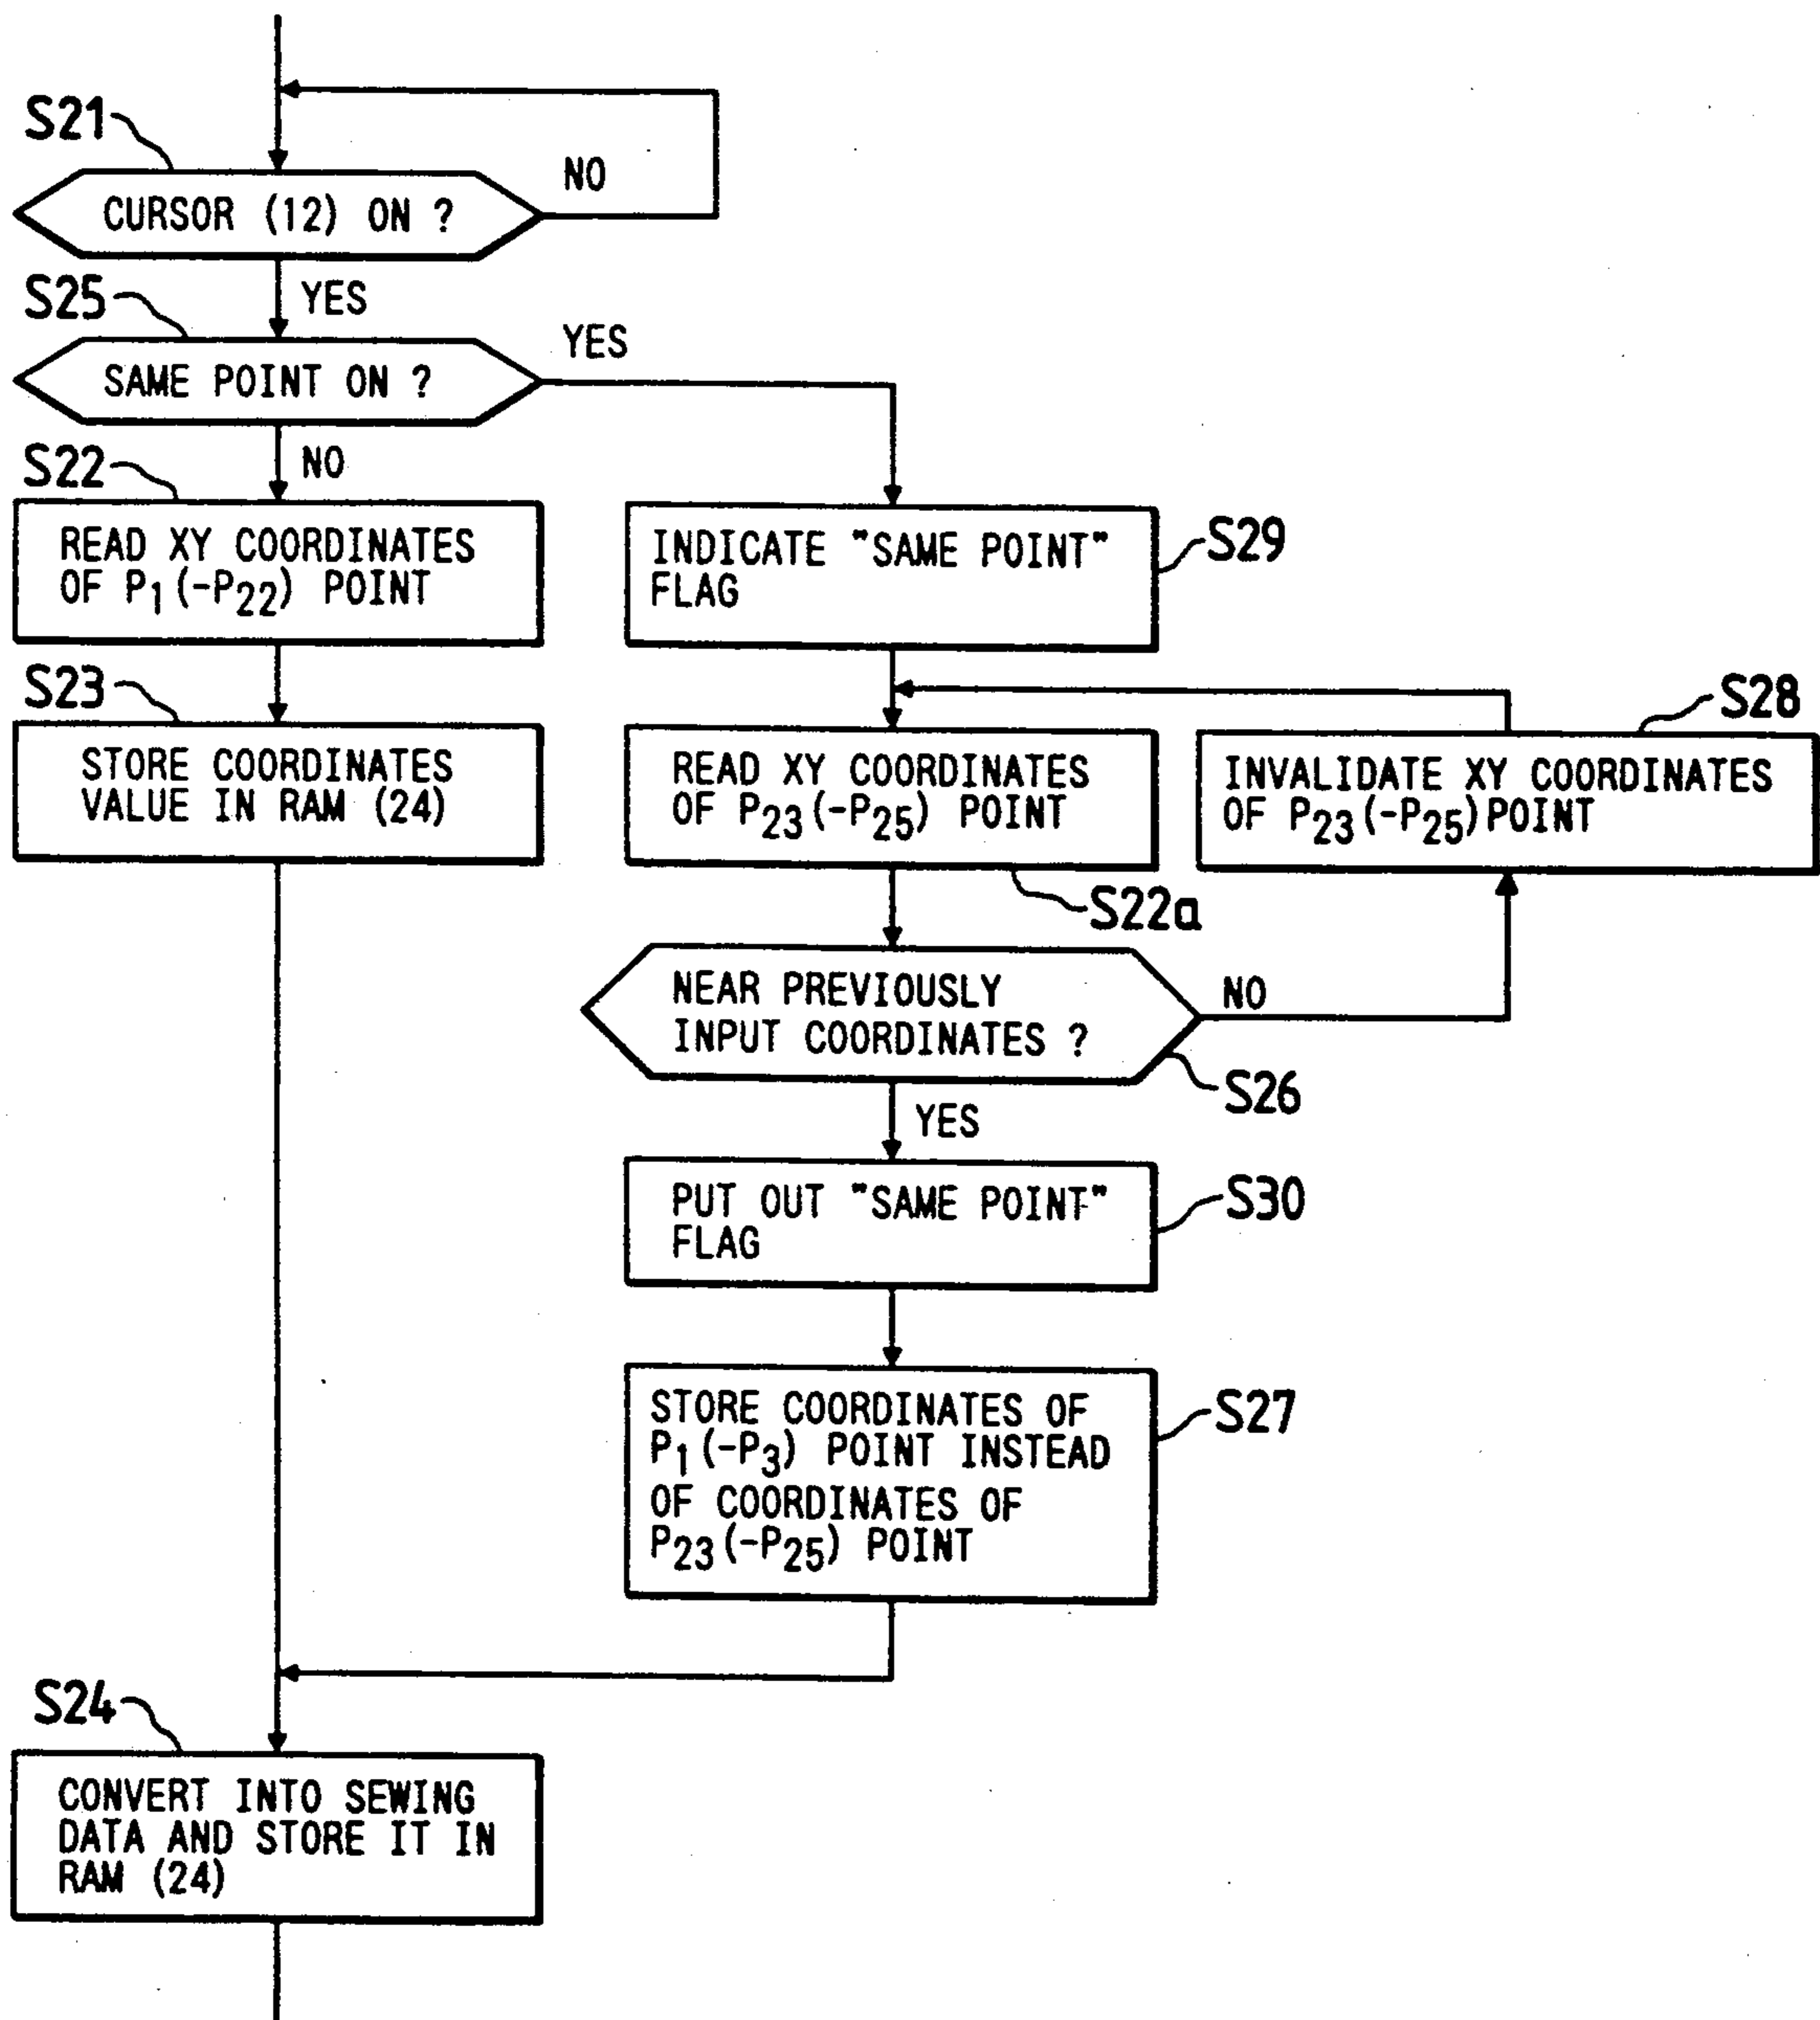 S21
NO
CURSOR (12) ON ?
S25
YES
YES
SAME POINT ON ?
S22
NO
READ XY COORDINATES
OF P₁(-P₂₂) POINT
INDICATE "SAME POINT"
FLAG
S29
S23
STORE COORDINATES
VALUE IN RAM (24)
READ XY COORDINATES
OF P₂₃(-P₂₅) POINT
S28
INVALIDATE XY COORDINATES
OF P₂₃(-P₂₅)POINT
S22a
NEAR PREVIOUSLY
INPUT COORDINATES ?
NO
S26
YES
PUT OUT "SAME POINT"
FLAG
S30
STORE COORDINATES OF
P₁(-P₃) POINT INSTEAD
OF COORDINATES OF
P₂₃(-P₂₅) POINT
S27
S24
CONVERT INTO SEWING
DATA AND STORE IT IN
RAM (24)